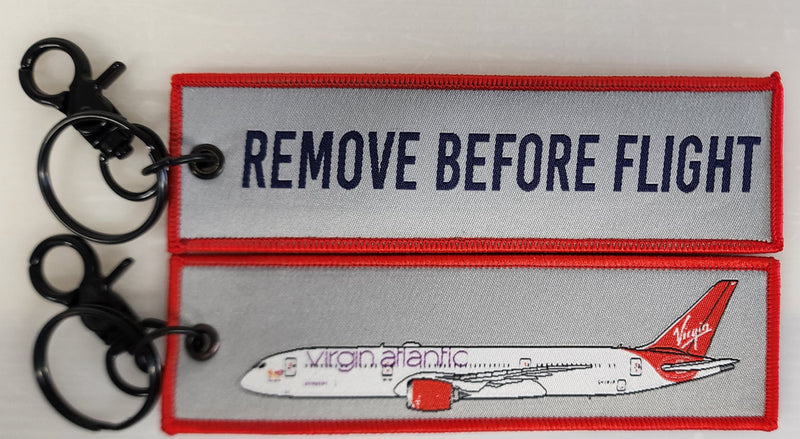 REMOVE BEFORE FLIGHT
virgin atlantic
Virgin